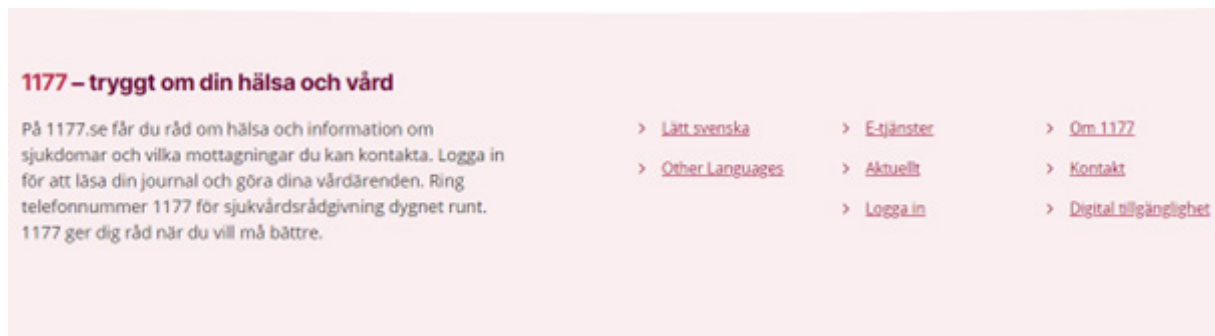 1177 – tryggt om din hälsa och vård
På 1177.se får du råd om hälsa och information om
sjukdomar och vilka mottagningar du kan kontakta. Logga in
för att läsa din journal och göra dina vårdärenden. Ring
telefonnummer 1177 för sjukvårdsrådgivning dygnet runt.
1177 ger dig råd när du vill må bättre.
Lätt svenska
Other Languages
E-tjänster
Aktuellt
Logga in
Om 1177
Kontakt
Digital tillgänglighet